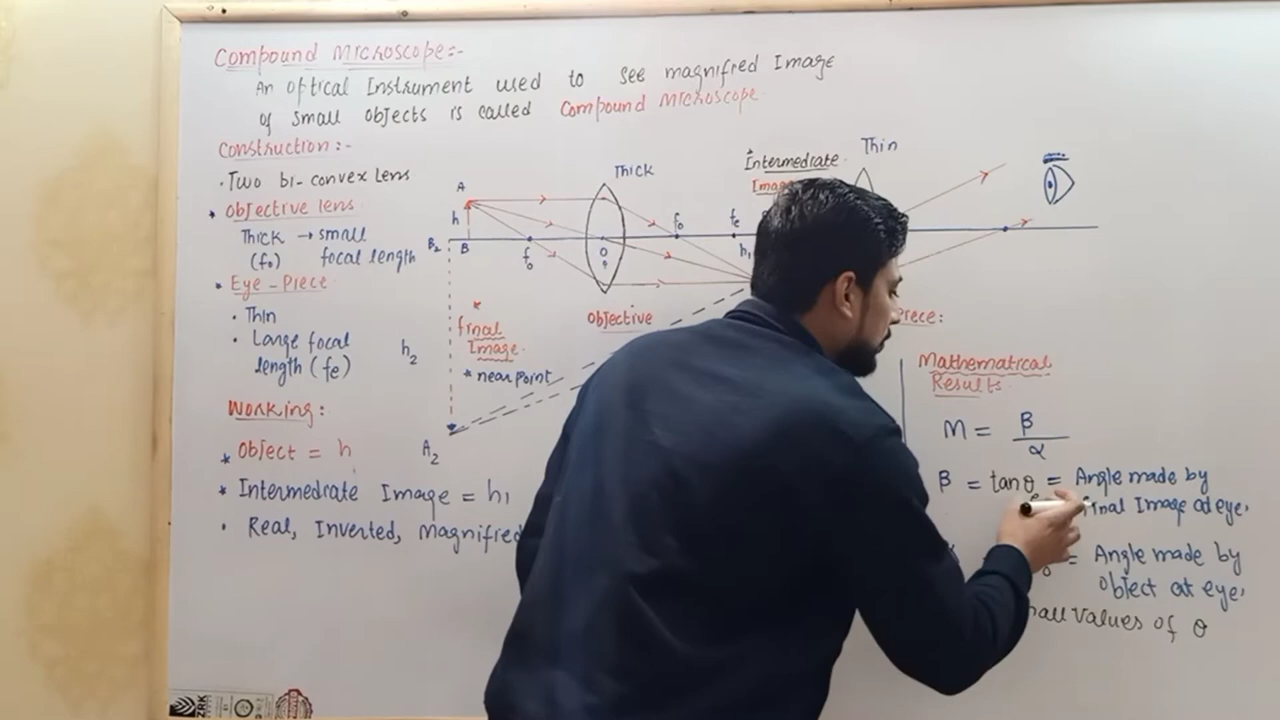 Compound Microscope:-
An optical Instrument used to see magnified Image
of small objects is called Compound Microscope
Construction:-
• Two bi-convex Lens
* Objective lens
Thick → small
(fo) focal length
* Eye-Piece
• Thin
• Large focal
length (fe)
Working:
* Object = h
* Intermediate Image = h1
• Real, Inverted, Magnified
A
h
B2
B
fo
O
Thick
fo
fe
h1
* Intermediate
Thin
Objective
* final
Image
* near point
h2
A2
Mathematical
Results
M = β/α
β = tanθ = Angle made by
final Image at eye.
= Angle made by
object at eye.
values of θ
ZRK